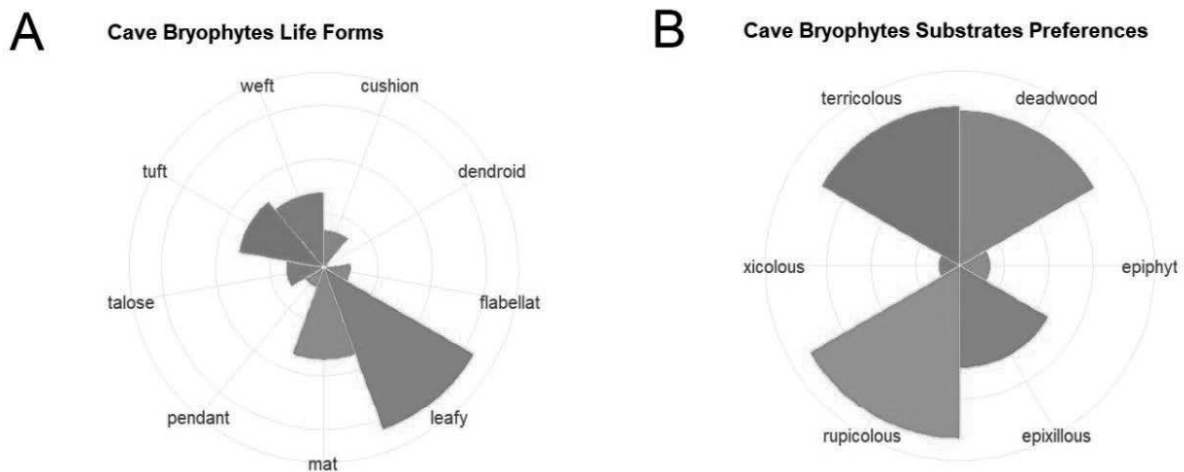 A
Cave Bryophytes Life Forms
weft
cushion
tuft
dendroid
talose
flabellat
pendant
leafy
mat
B
Cave Bryophytes Substrates Preferences
terricolous
deadwood
xicolous
epiphyt
rupicolous
epixillous